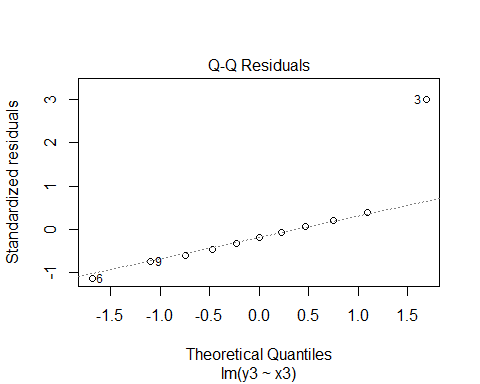 Q-Q Residuals
Standardized residuals
3
2
1
0
-1
3
9
6
-1.5 -1.0 -0.5 0.0 0.5 1.0 1.5
Theoretical Quantiles
lm(y3 ~ x3)